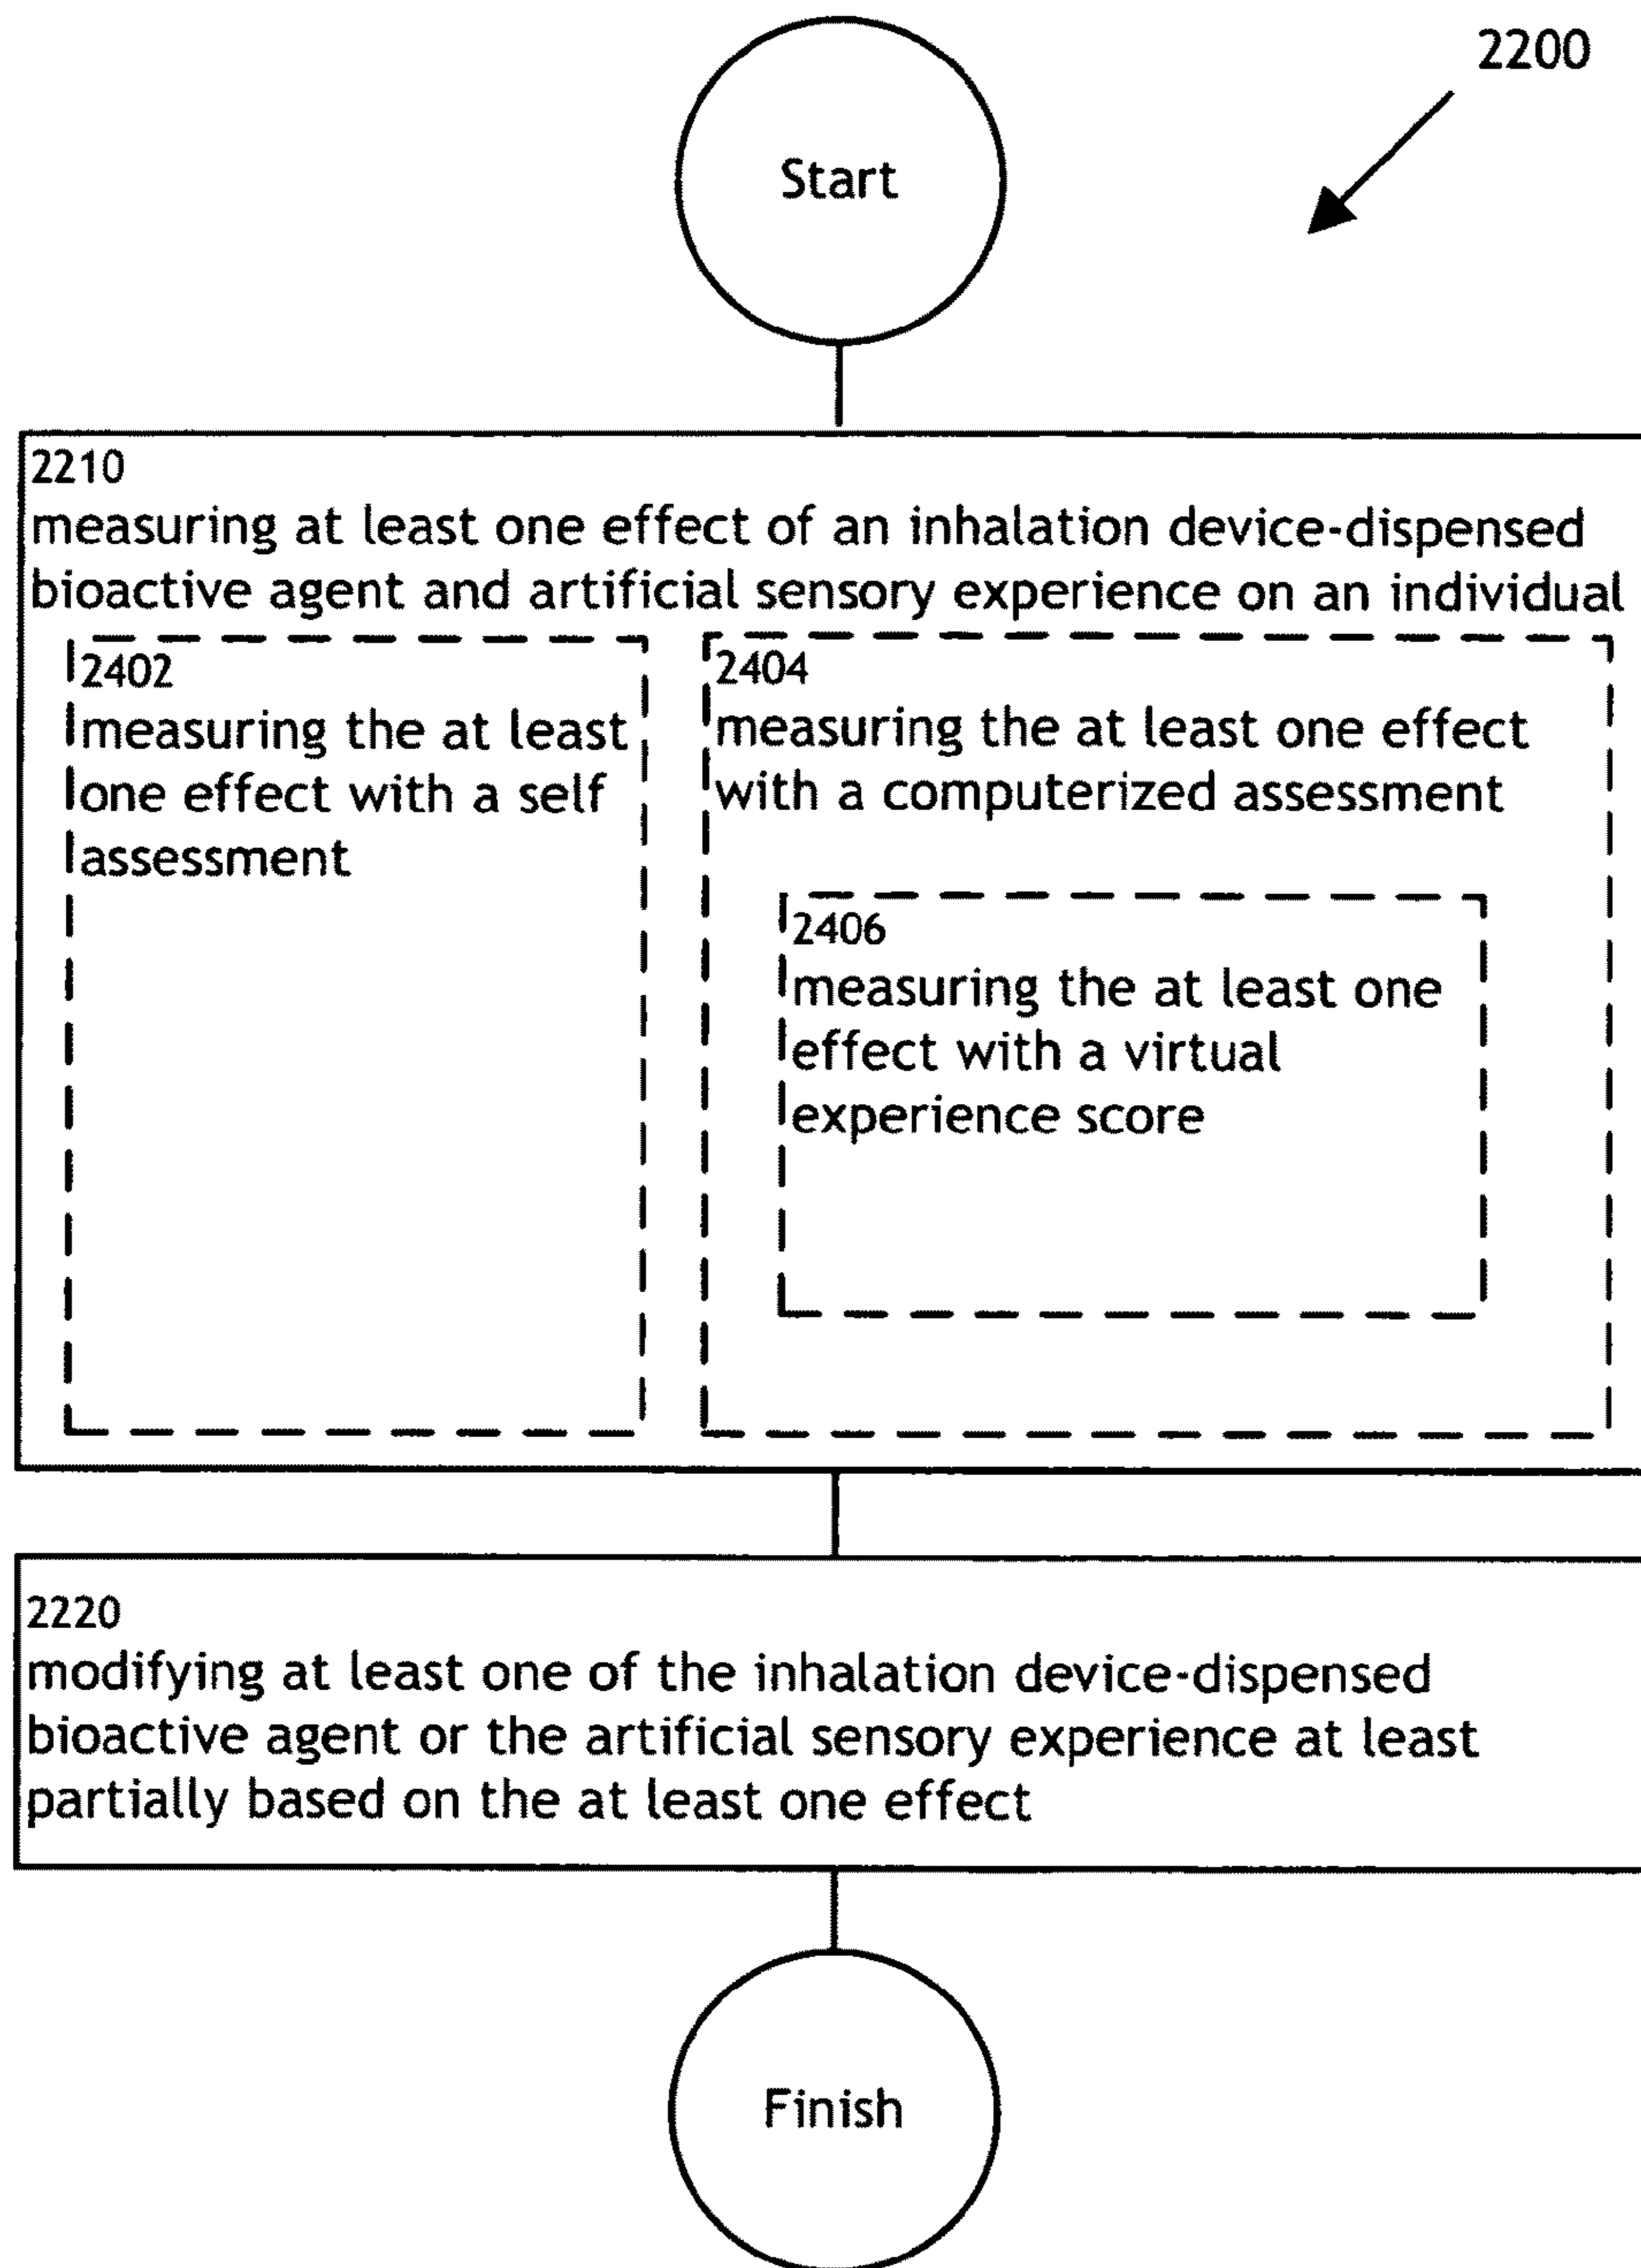 Start
2200
2210
measuring at least one effect of an inhalation device-dispensed
bioactive agent and artificial sensory experience on an individual
2402
measuring the at least
one effect with a self
assessment
2404
measuring the at least one effect
with a computerized assessment
2406
measuring the at least one
effect with a virtual
experience score
2220
modifying at least one of the inhalation device-dispensed
bioactive agent or the artificial sensory experience at least
partially based on the at least one effect
Finish